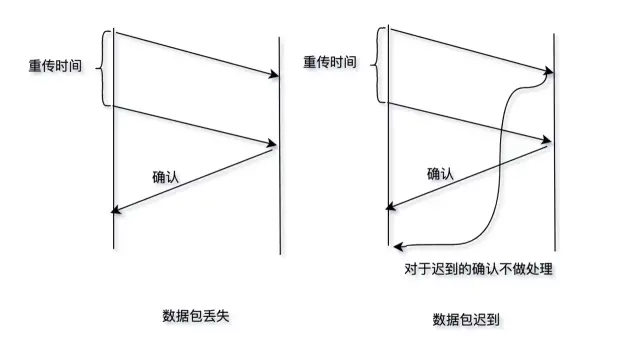 重传时间
确认
数据包丢失
重传时间
确认
对于迟到的确认不做处理
数据包迟到